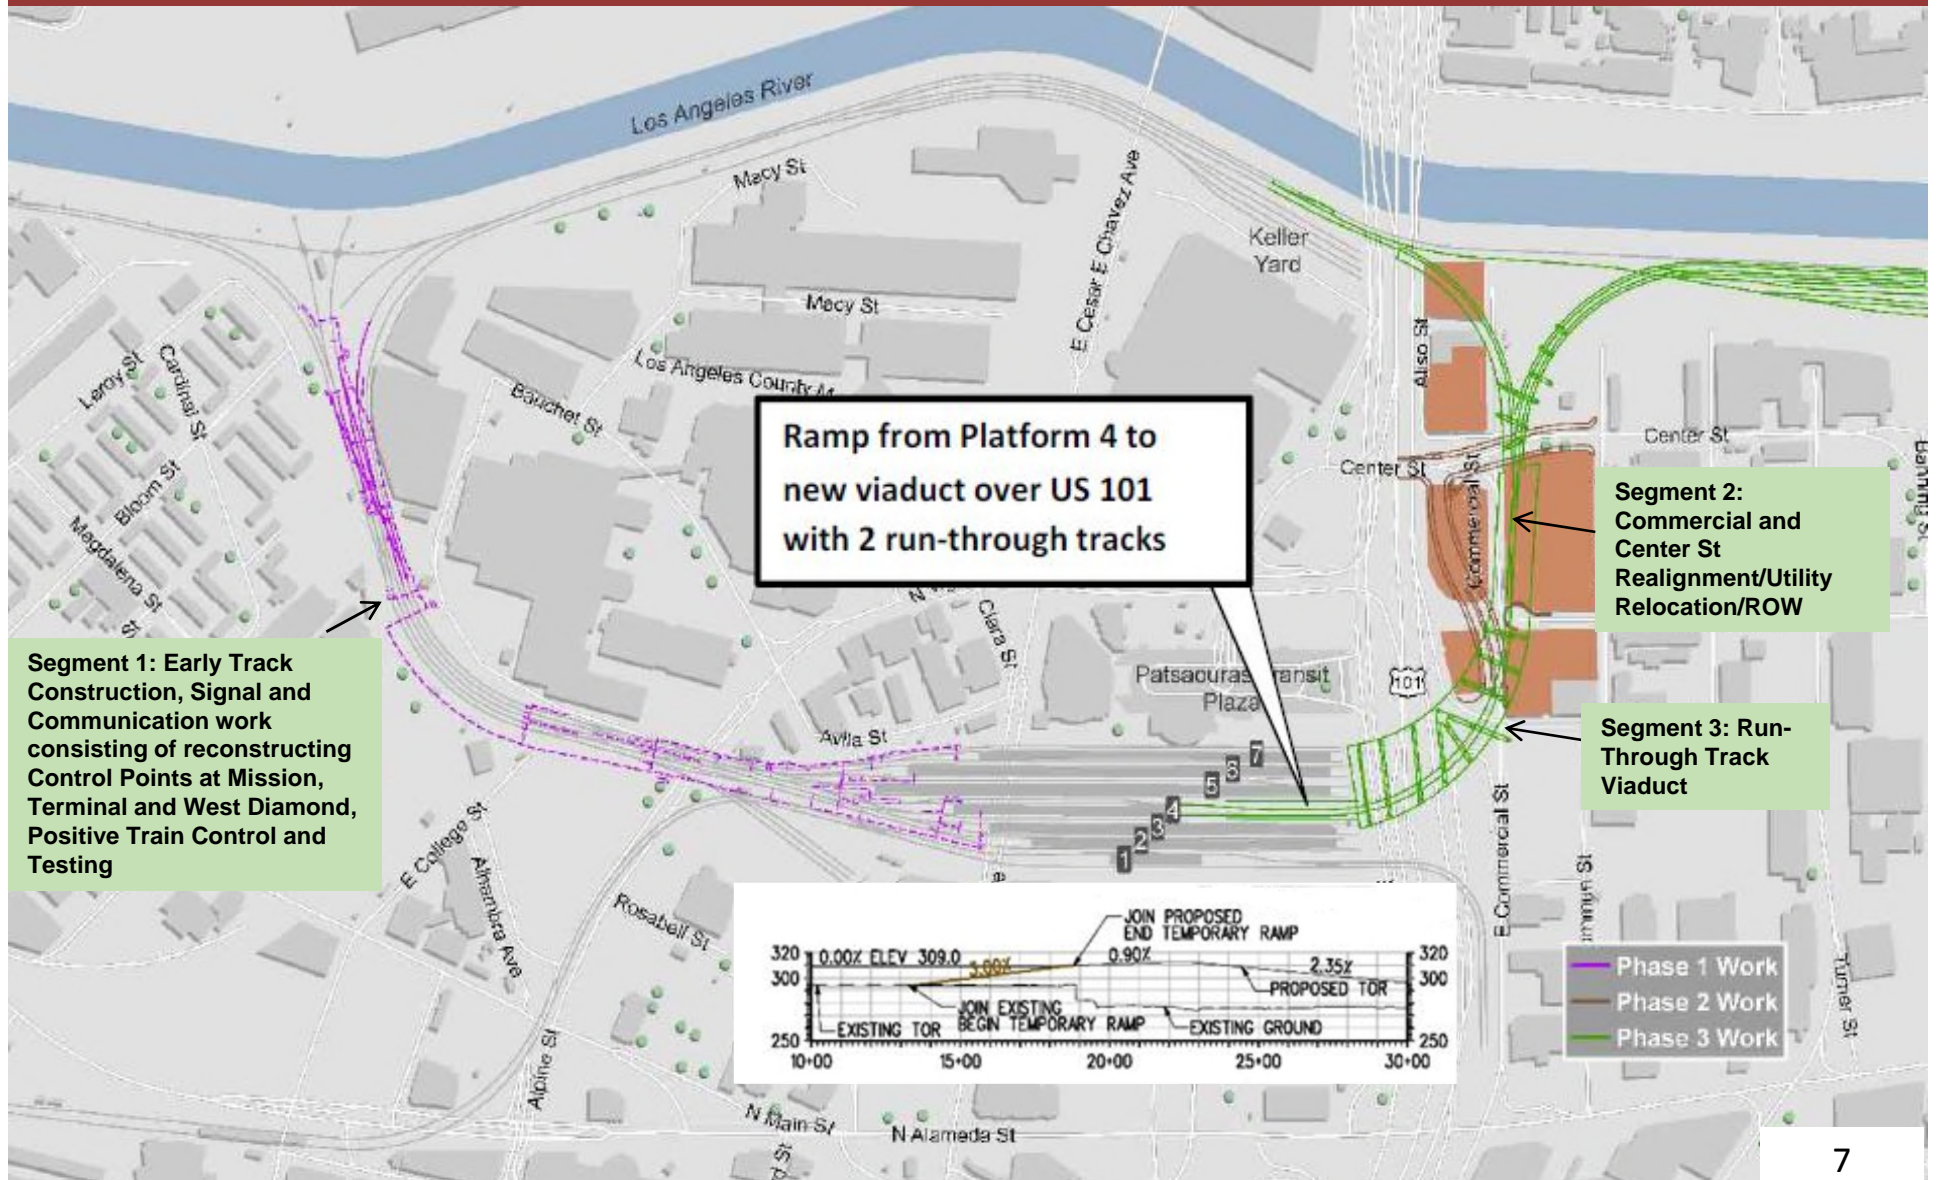 Los Angeles River
Macy St
E Cesar E Chavez Ave
Keller
Yard
Macy St
Los Angeles County M
Aliso St
Leroy St
Cardinal St
Bauchet St
Bloom St
Magdalena St
Center St
Center St
Commercial St
Ramp from Platform 4 to
new viaduct over US 101
with 2 run-through tracks
Segment 2:
Commercial and
Center St
Realignment/Utility
Relocation/ROW
Clara St
Patsaouras Transit
Plaza
101
Segment 1: Early Track
Construction, Signal and
Communication work
consisting of reconstructing
Control Points at Mission,
Terminal and West Diamond,
Positive Train Control and
Testing
Segment 3: Run-
Through Track
Viaduct
Avila St
7
6
5
4
3
2
1
E College St
Alhambra Ave
Rosabell St
Alpine St
E Commercial St
Turner St
N Main St
N Alameda St
JOIN PROPOSED
END TEMPORARY RAMP
320 0.00% ELEV 309.0 3.00% 0.90% 2.35% 320
300 300
PROPOSED TOR
JOIN EXISTING
BEGIN TEMPORARY RAMP
EXISTING TOR
EXISTING GROUND
250 250
10+00 15+00 20+00 25+00 30+00
Phase 1 Work
Phase 2 Work
Phase 3 Work
7